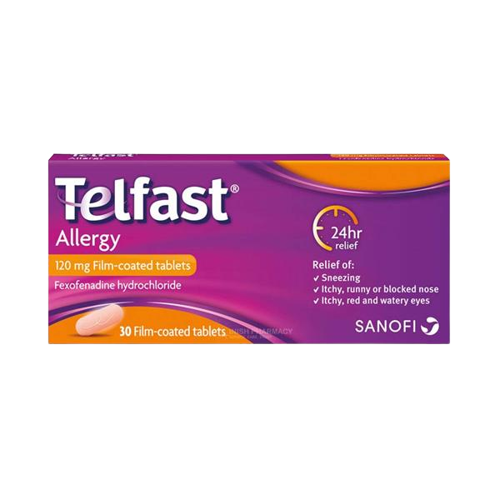 Telfast®
Allergy
120 mg Film-coated tablets
Fexofenadine hydrochloride
30 Film-coated tablets
24hr
relief
Relief of:
✓ Sneezing
✓ Itchy, runny or blocked nose
✓ Itchy, red and watery eyes
SANOFI